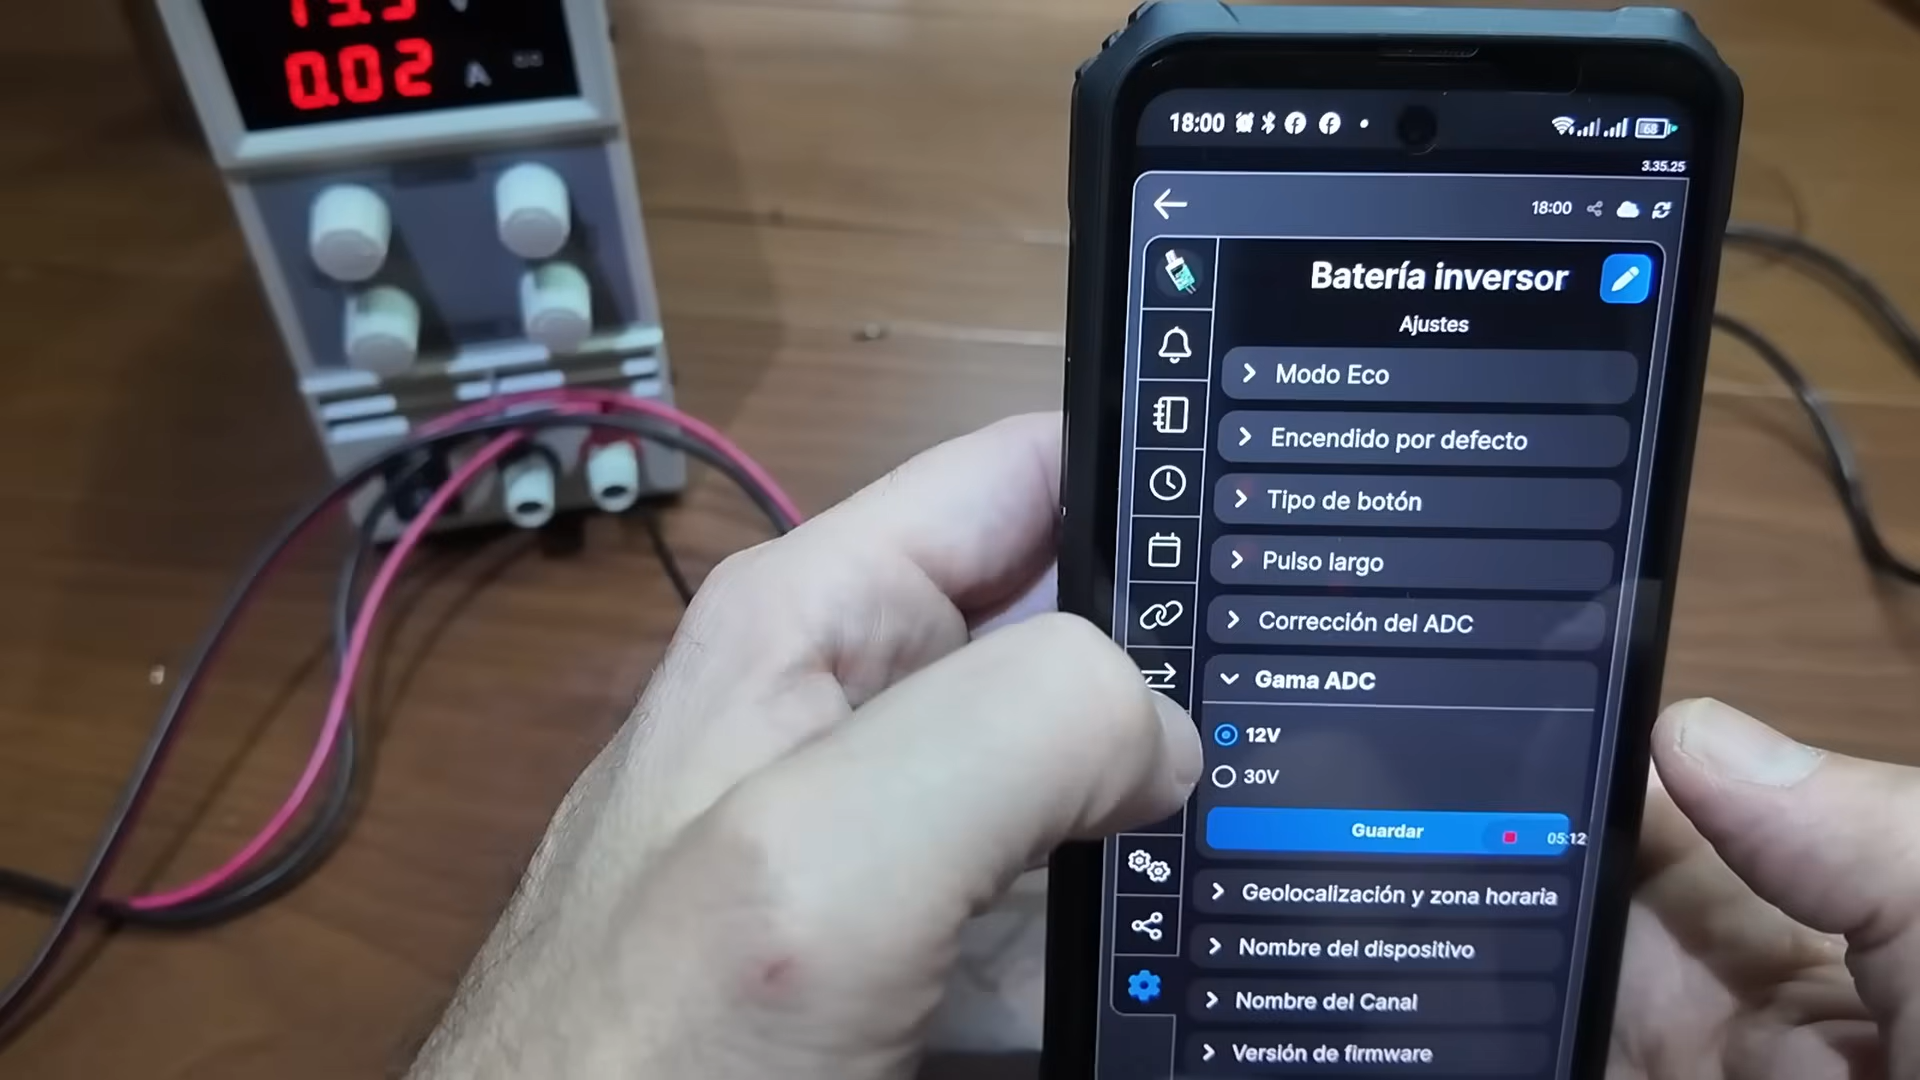 0.02 A
18:00
68
3.35.25
18:00
Batería inversor
Ajustes
Modo Eco
Encendido por defecto
Tipo de botón
Pulso largo
Corrección del ADC
Gama ADC
12V
30V
Guardar
05:12
Geolocalización y zona horaria
Nombre del dispositivo
Nombre del Canal
Versión de firmware